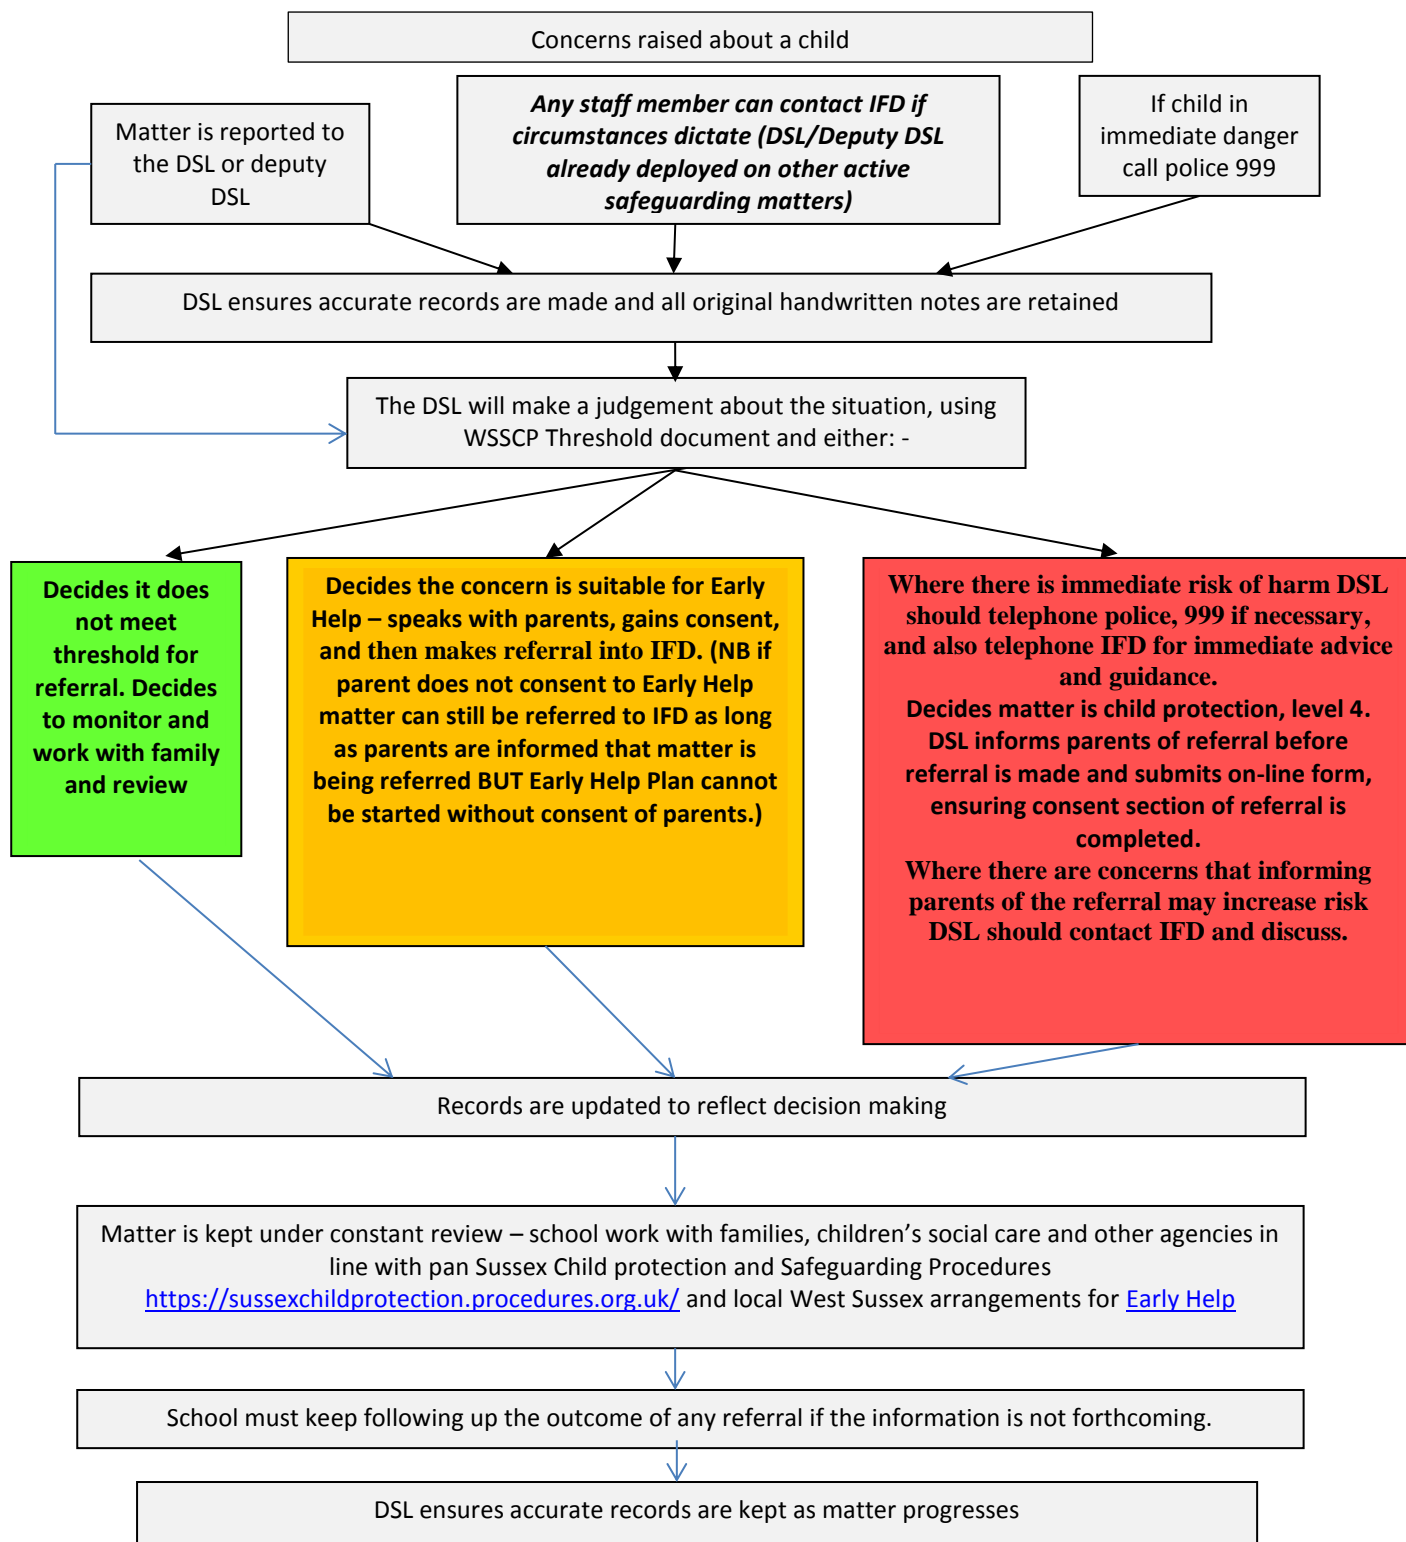 Concerns raised about a child
Matter is reported to
the DSL or deputy
DSL
Any staff member can contact IFD if
circumstances dictate (DSL/Deputy DSL
already deployed on other active
safeguarding matters)
If child in
immediate danger
call police 999
DSL ensures accurate records are made and all original handwritten notes are retained
The DSL will make a judgement about the situation, using
WSSCP Threshold document and either: -
Decides it does
not meet
threshold for
referral. Decides
to monitor and
work with family
and review
Decides the concern is suitable for Early
Help – speaks with parents, gains consent,
and then makes referral into IFD. (NB if
parent does not consent to Early Help
matter can still be referred to IFD as long
as parents are informed that matter is
being referred BUT Early Help Plan cannot
be started without consent of parents.)
Where there is immediate risk of harm DSL
should telephone police, 999 if necessary,
and also telephone IFD for immediate advice
and guidance.
Decides matter is child protection, level 4.
DSL informs parents of referral before
referral is made and submits on-line form,
ensuring consent section of referral is
completed.
Where there are concerns that informing
parents of the referral may increase risk
DSL should contact IFD and discuss.
Records are updated to reflect decision making
Matter is kept under constant review – school work with families, children’s social care and other agencies in
line with pan Sussex Child protection and Safeguarding Procedures
https://sussexchildprotection.procedures.org.uk/ and local West Sussex arrangements for Early Help
School must keep following up the outcome of any referral if the information is not forthcoming.
DSL ensures accurate records are kept as matter progresses